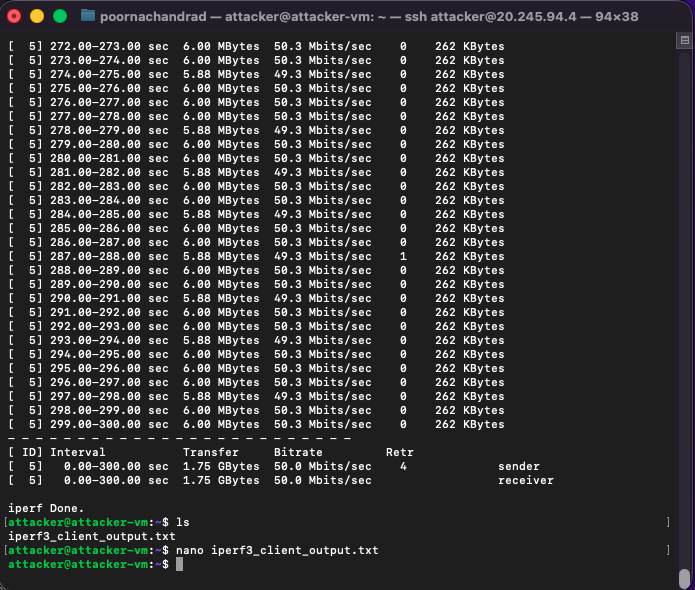 poornachandrad — attacker@attacker-vm: ~ — ssh attacker@20.245.94.4 — 94×38
[  5] 272.00-273.00 sec  6.00 MBytes  50.3 Mbits/sec    0    262 KBytes
[  5] 273.00-274.00 sec  6.00 MBytes  50.3 Mbits/sec    0    262 KBytes
[  5] 274.00-275.00 sec  5.88 MBytes  49.3 Mbits/sec    0    262 KBytes
[  5] 275.00-276.00 sec  6.00 MBytes  50.3 Mbits/sec    0    262 KBytes
[  5] 276.00-277.00 sec  6.00 MBytes  50.3 Mbits/sec    0    262 KBytes
[  5] 277.00-278.00 sec  6.00 MBytes  50.3 Mbits/sec    0    262 KBytes
[  5] 278.00-279.00 sec  5.88 MBytes  49.3 Mbits/sec    0    262 KBytes
[  5] 279.00-280.00 sec  6.00 MBytes  50.3 Mbits/sec    0    262 KBytes
[  5] 280.00-281.00 sec  6.00 MBytes  50.3 Mbits/sec    0    262 KBytes
[  5] 281.00-282.00 sec  5.88 MBytes  49.3 Mbits/sec    0    262 KBytes
[  5] 282.00-283.00 sec  6.00 MBytes  50.3 Mbits/sec    0    262 KBytes
[  5] 283.00-284.00 sec  6.00 MBytes  50.3 Mbits/sec    0    262 KBytes
[  5] 284.00-285.00 sec  5.88 MBytes  49.3 Mbits/sec    0    262 KBytes
[  5] 285.00-286.00 sec  6.00 MBytes  50.3 Mbits/sec    0    262 KBytes
[  5] 286.00-287.00 sec  6.00 MBytes  50.3 Mbits/sec    0    262 KBytes
[  5] 287.00-288.00 sec  5.88 MBytes  49.3 Mbits/sec    1    262 KBytes
[  5] 288.00-289.00 sec  6.00 MBytes  50.3 Mbits/sec    0    262 KBytes
[  5] 289.00-290.00 sec  6.00 MBytes  50.3 Mbits/sec    0    262 KBytes
[  5] 290.00-291.00 sec  5.88 MBytes  49.3 Mbits/sec    0    262 KBytes
[  5] 291.00-292.00 sec  6.00 MBytes  50.3 Mbits/sec    0    262 KBytes
[  5] 292.00-293.00 sec  6.00 MBytes  50.3 Mbits/sec    0    262 KBytes
[  5] 293.00-294.00 sec  5.88 MBytes  49.3 Mbits/sec    0    262 KBytes
[  5] 294.00-295.00 sec  6.00 MBytes  50.3 Mbits/sec    0    262 KBytes
[  5] 295.00-296.00 sec  6.00 MBytes  50.3 Mbits/sec    0    262 KBytes
[  5] 296.00-297.00 sec  6.00 MBytes  50.3 Mbits/sec    0    262 KBytes
[  5] 297.00-298.00 sec  5.88 MBytes  49.3 Mbits/sec    0    262 KBytes
[  5] 298.00-299.00 sec  6.00 MBytes  50.3 Mbits/sec    0    262 KBytes
[  5] 299.00-300.00 sec  6.00 MBytes  50.3 Mbits/sec    0    262 KBytes
- - - - - - - - - - - - - - - - - - - - - - - - -
[ ID] Interval           Transfer     Bitrate         Retr
[  5]   0.00-300.00 sec  1.75 GBytes  50.0 Mbits/sec    4             sender
[  5]   0.00-300.00 sec  1.75 GBytes  50.0 Mbits/sec                  receiver
iperf Done.
[attacker@attacker-vm:~$ ls ]
iperf3_client_output.txt
[attacker@attacker-vm:~$ nano iperf3_client_output.txt ]
attacker@attacker-vm:~$